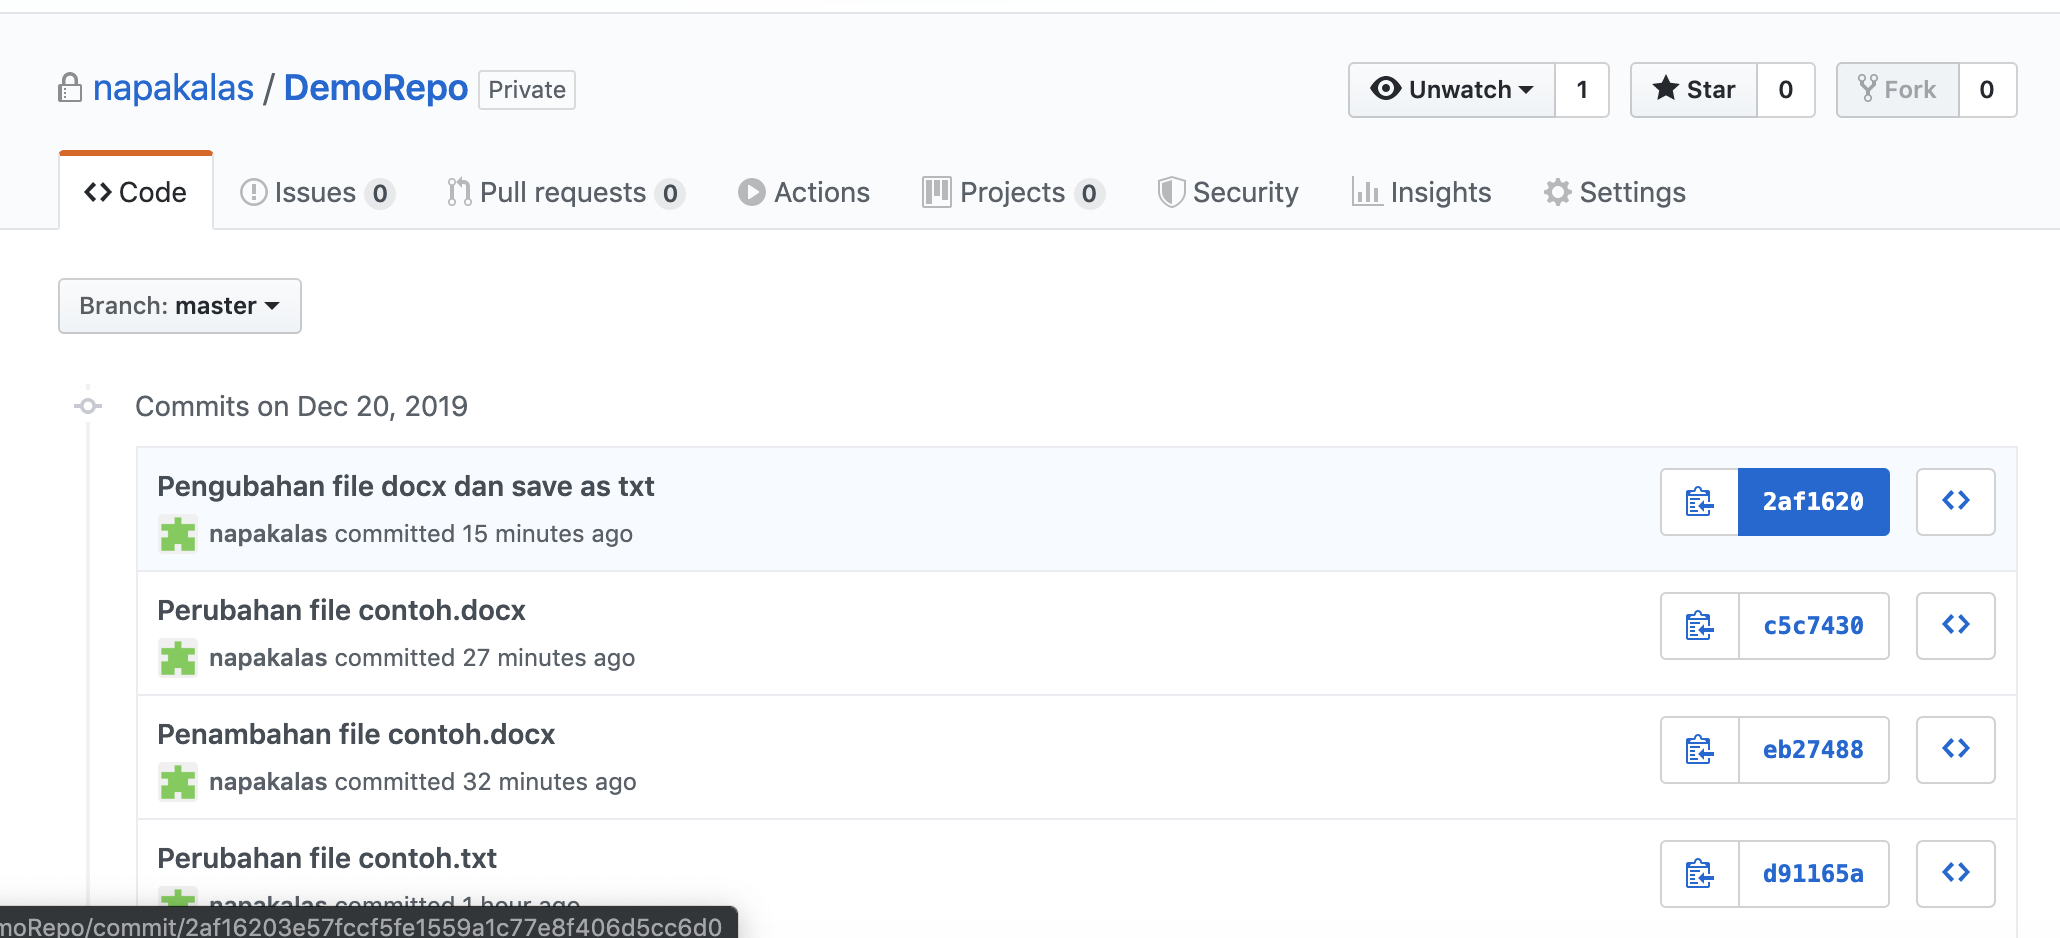 napakalas / DemoRepo Private Unwatch 1 Star 0 Fork 0
Code Issues 0 Pull requests 0 Actions Projects 0 Security Insights Settings
Branch: master
Commits on Dec 20, 2019
Pengubahan file docx dan save as txt
napakalas committed 15 minutes ago
2af1620
Perubahan file contoh.docx
napakalas committed 27 minutes ago
c5c7430
Penambahan file contoh.docx
napakalas committed 32 minutes ago
eb27488
Perubahan file contoh.txt
napakalas committed 1 hour ago
d91165a
moRepo/commit/2af16203e57fccf5fe1559a1c77e8f406d5cc6d0